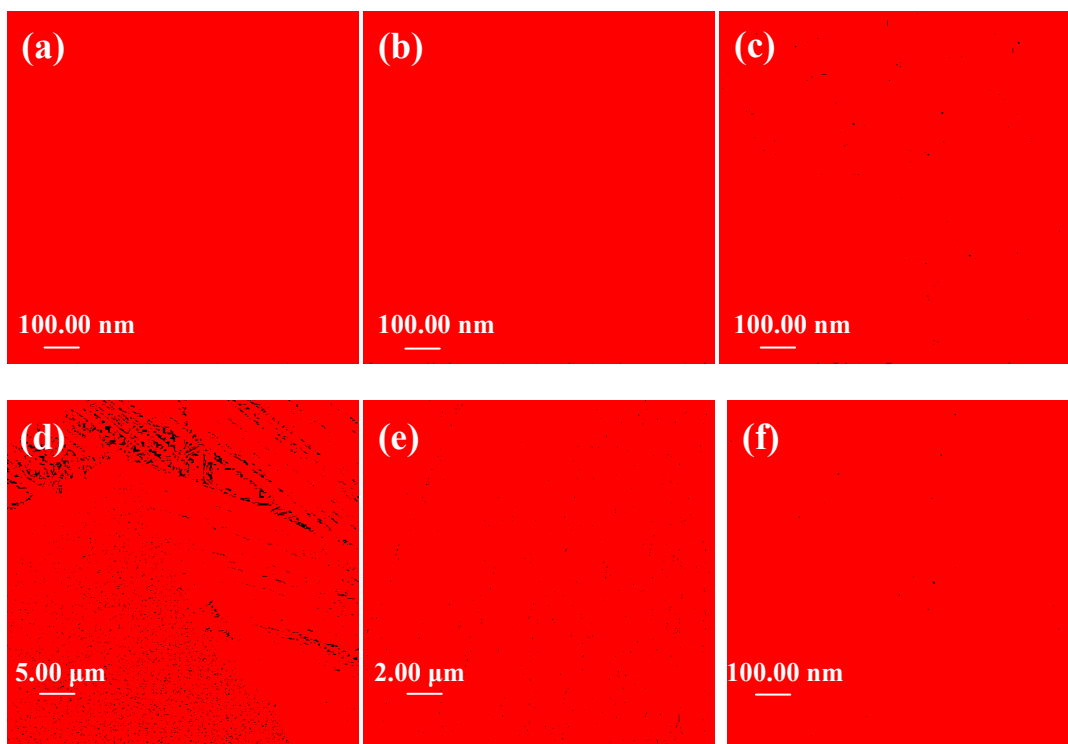 (a)
(b)
(c)
100.00 nm
100.00 nm
100.00 nm
(d)
(e)
(f)
5.00 μm
2.00 μm
100.00 nm